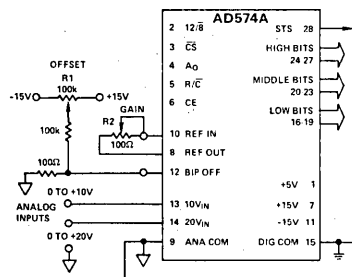 AD574A
2 12/8̅
STS 28
3 C̅S̅
HIGH BITS
24 27
4 A₀
5 R/C̅
MIDDLE BITS
20 23
6 CE
LOW BITS
16-19
OFFSET
R1
100k
-15V
+15V
100k
GAIN
R2
100Ω
10 REF IN
8 REF OUT
100Ω
12 BIP OFF
+5V 1
0 TO +10V
13 10VIN
+15V 7
ANALOG
INPUTS
14 20VIN
-15V 11
0 TO +20V
9 ANA COM
DIG COM 15